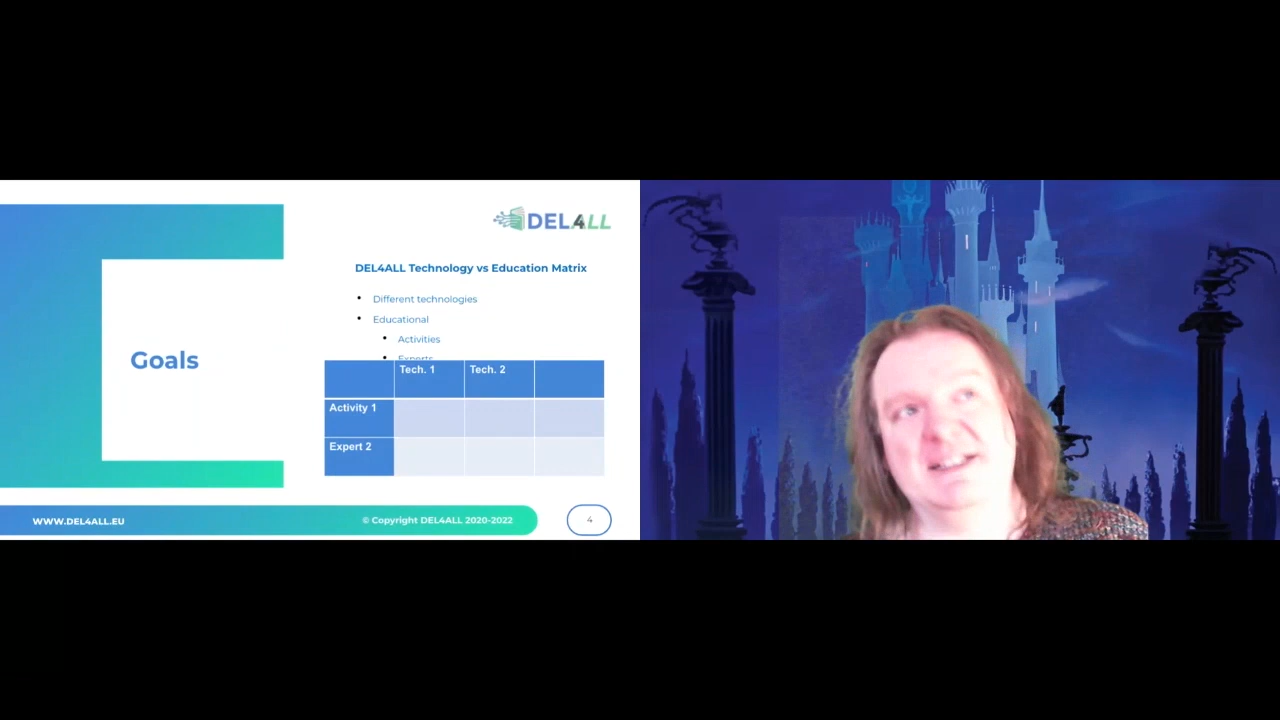 DEL4ALL
DEL4ALL Technology vs Education Matrix
Different technologies
Educational
Activities
Experts
Goals
Tech. 1 Tech. 2
Activity 1
Expert 2
WWW.DEL4ALL.EU © Copyright DEL4ALL 2020-2022 4